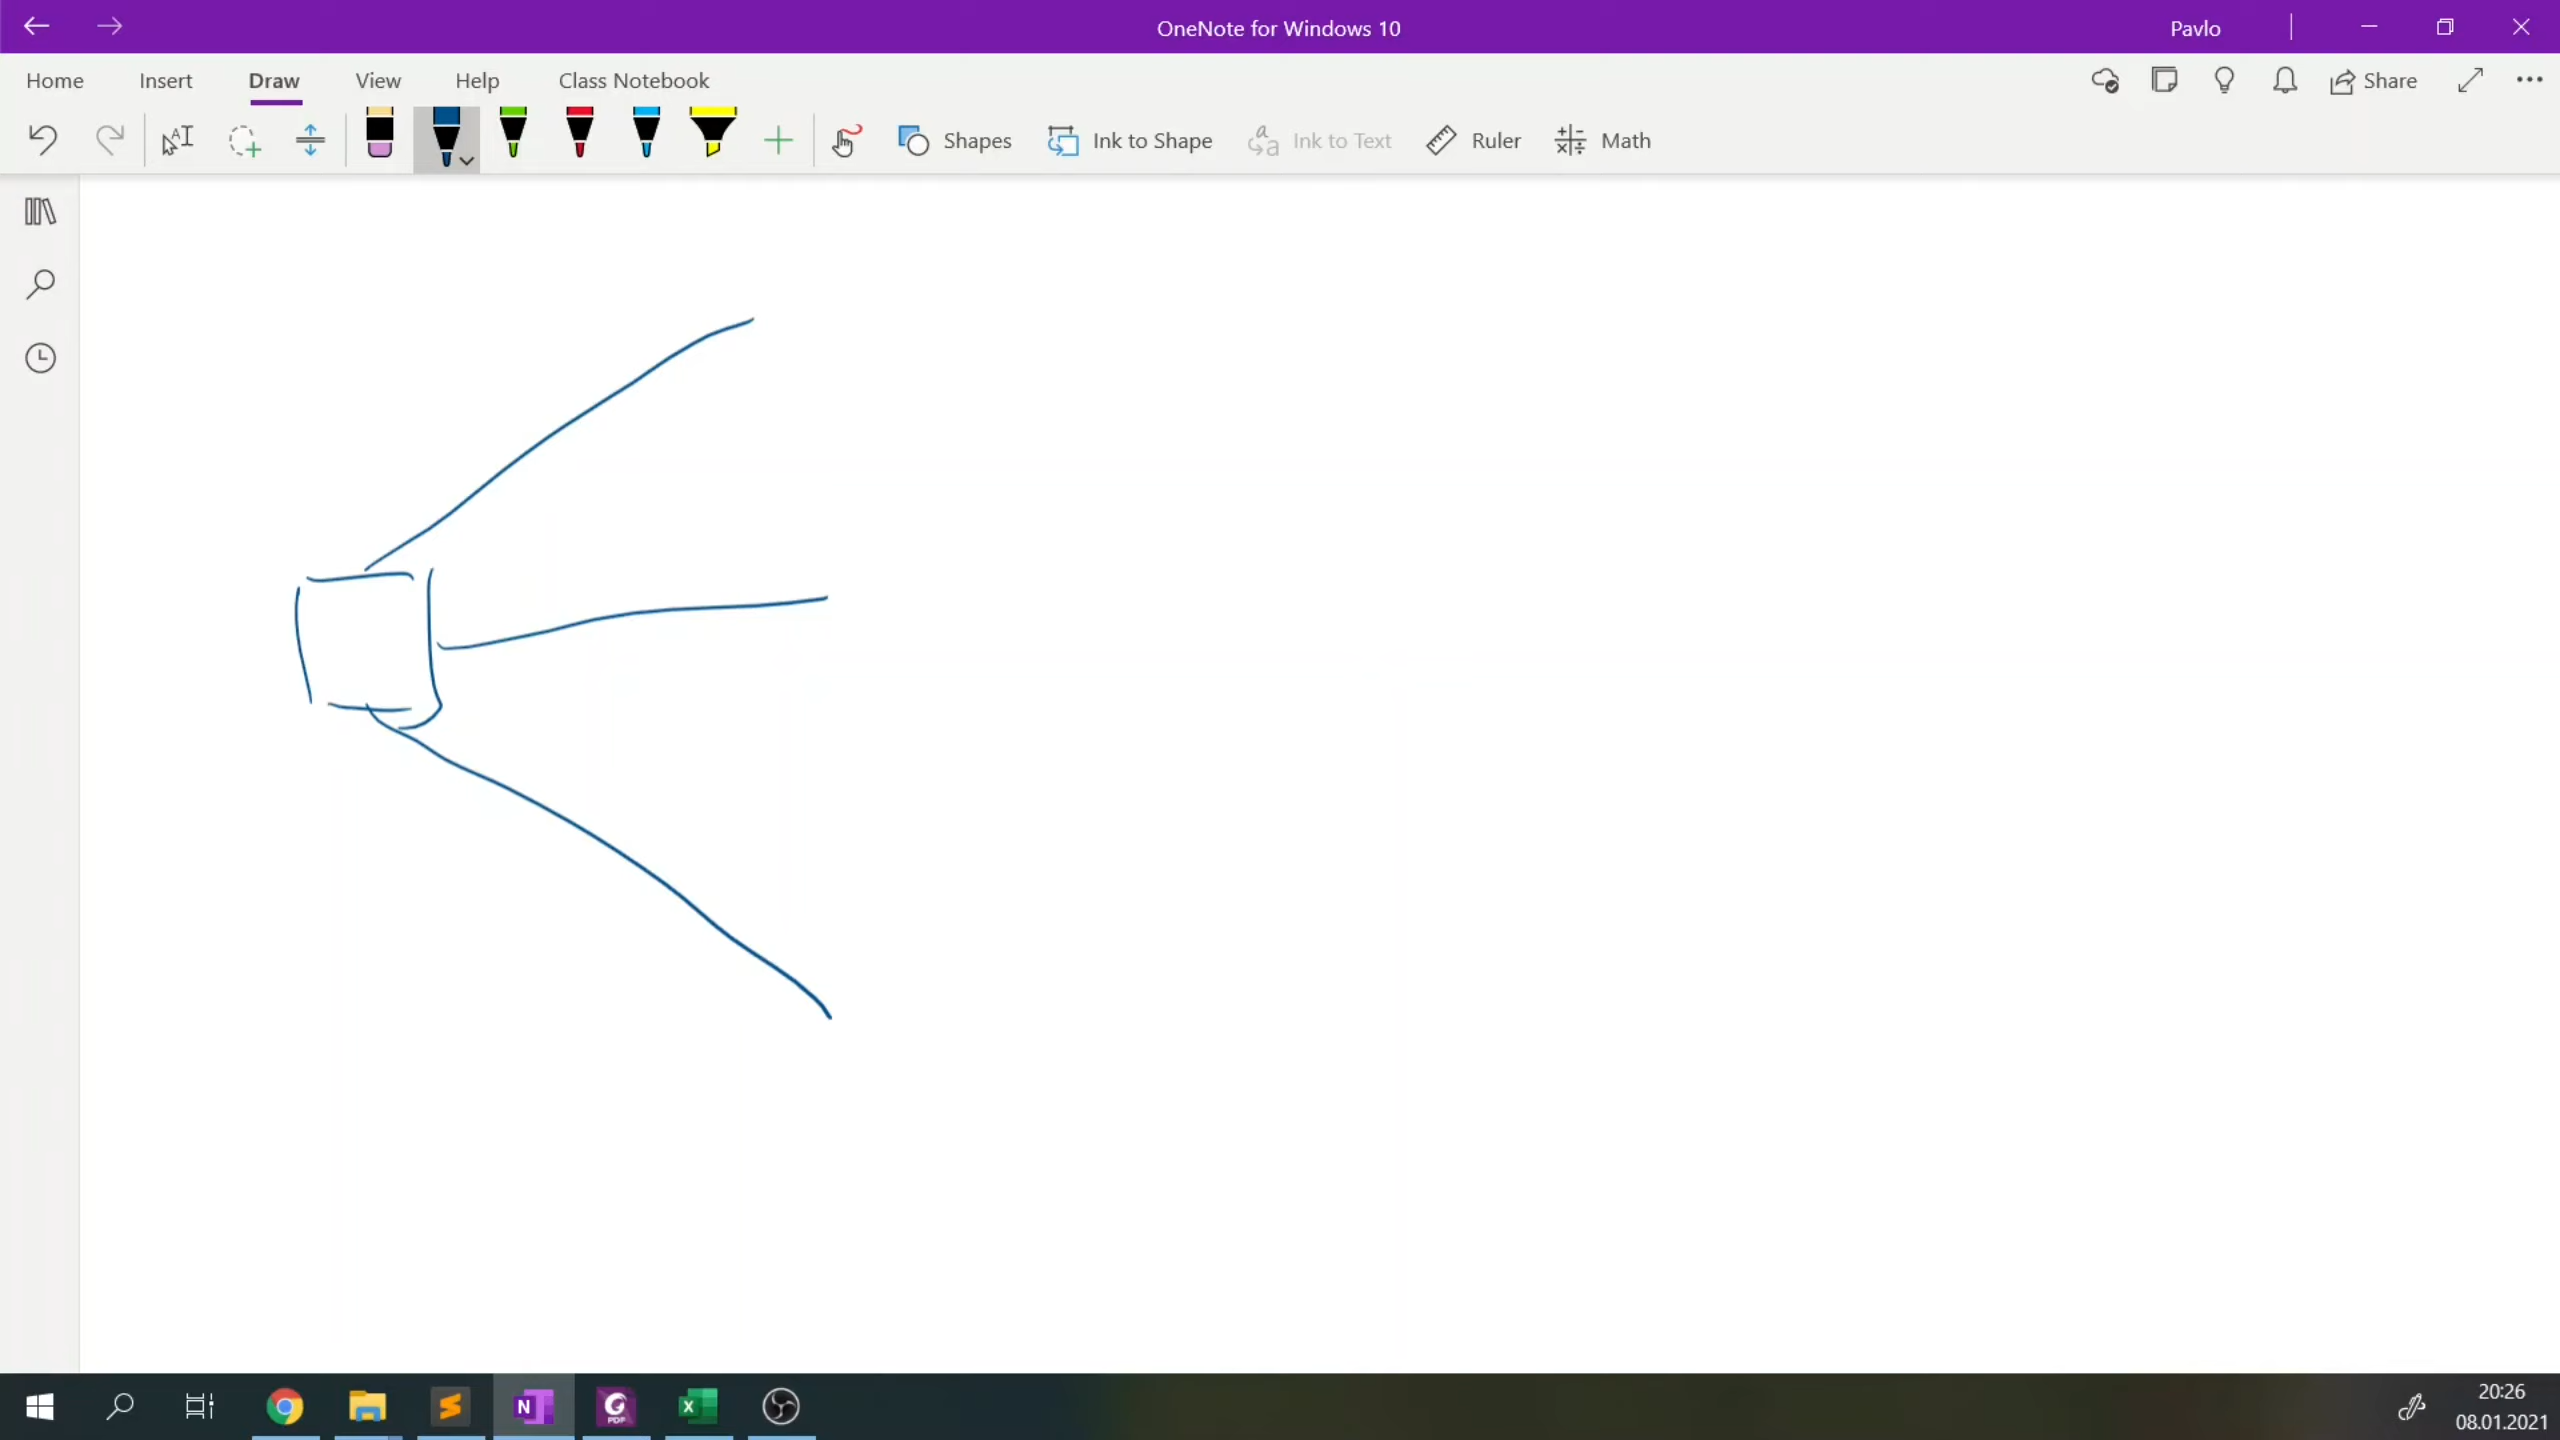 OneNote for Windows 10
Pavlo
Home Insert Draw View Help Class Notebook
Share
Shapes Ink to Shape Ink to Text Ruler Math
20:26
08.01.2021